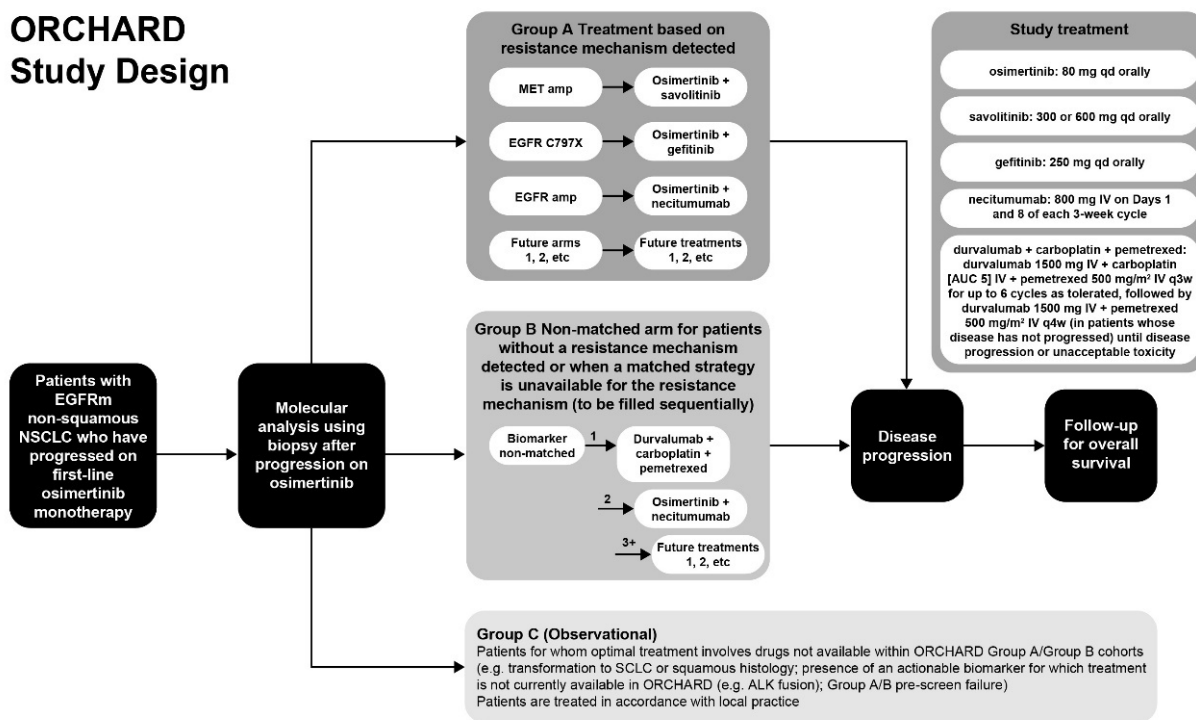 ORCHARD
Study Design
Patients with
EGFRm
non-squamous
NSCLC who have
progressed on
first-line
osimertinib
monotherapy
Molecular
analysis using
biopsy after
progression on
osimertinib
Group A Treatment based on
resistance mechanism detected
MET amp
Osimertinib +
savolitinib
EGFR C797X
Osimertinib +
gefitinib
EGFR amp
Osimertinib +
necitumumab
Future arms
1, 2, etc
Future treatments
1, 2, etc
Group B Non-matched arm for patients
without a resistance mechanism
detected or when a matched strategy
is unavailable for the resistance
mechanism (to be filled sequentially)
Biomarker
non-matched
1
Durvalumab +
carboplatin +
pemetrexed
2
Osimertinib +
necitumumab
3+
Future treatments
1, 2, etc
Group C (Observational)
Patients for whom optimal treatment involves drugs not available within ORCHARD Group A/Group B cohorts
(e.g. transformation to SCLC or squamous histology; presence of an actionable biomarker for which treatment
is not currently available in ORCHARD (e.g. ALK fusion); Group A/B pre-screen failure)
Patients are treated in accordance with local practice
Disease
progression
Follow-up
for overall
survival
Study treatment
osimertinib: 80 mg qd orally
savolitinib: 300 or 600 mg qd orally
gefitinib: 250 mg qd orally
necitumumab: 800 mg IV on Days 1
and 8 of each 3-week cycle
durvalumab + carboplatin + pemetrexed:
durvalumab 1500 mg IV + carboplatin
[AUC 5] IV + pemetrexed 500 mg/m² IV q3w
for up to 6 cycles as tolerated, followed by
durvalumab 1500 mg IV + pemetrexed
500 mg/m² IV q4w (in patients whose
disease has not progressed) until disease
progression or unacceptable toxicity